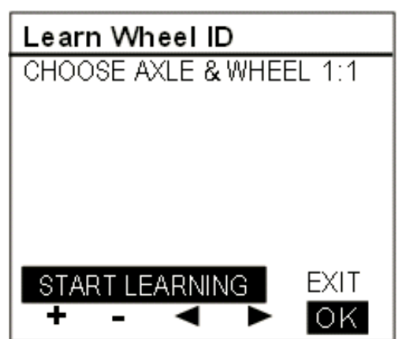 Learn Wheel ID
CHOOSE AXLE & WHEEL 1:1
START LEARNING EXIT
+ - ◀ ▶ OK